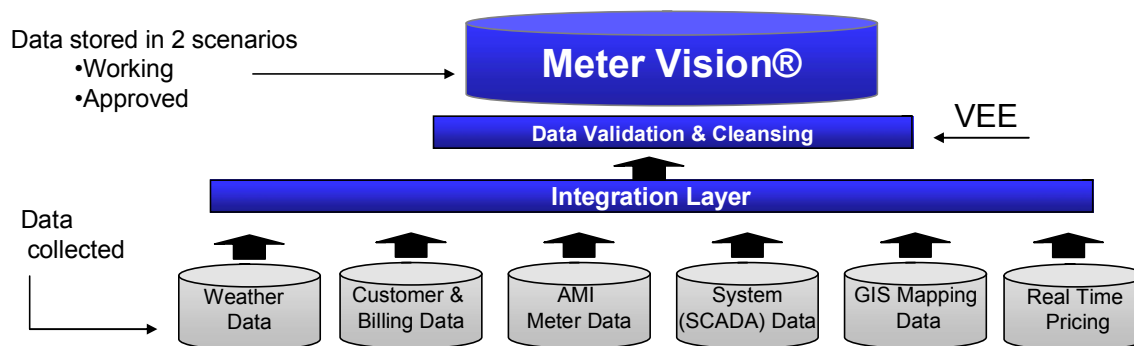 Data stored in 2 scenarios
•Working
•Approved
Meter Vision®
Data Validation & Cleansing
VEE
Integration Layer
Data
collected
Weather
Data
Customer &
Billing Data
AMI
Meter Data
System
(SCADA) Data
GIS Mapping
Data
Real Time
Pricing